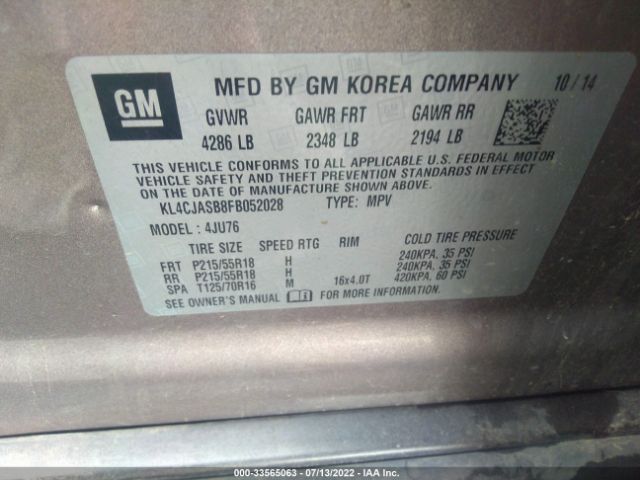 GM
MFD BY GM KOREA COMPANY 10/14
GVWR GAWR FRT GAWR RR
4286 LB 2348 LB 2194 LB
THIS VEHICLE CONFORMS TO ALL APPLICABLE U.S. FEDERAL MOTOR
VEHICLE SAFETY AND THEFT PREVENTION STANDARDS IN EFFECT
ON THE DATE OF MANUFACTURE SHOWN ABOVE.
KL4CJASB8FB052028 TYPE: MPV
MODEL: 4JU76
TIRE SIZE SPEED RTG RIM COLD TIRE PRESSURE
FRT P215/55R18 H 240KPA, 35 PSI
RR P215/55R18 H 240KPA, 35 PSI
SPA T125/70R16 M 16x4.0T 420KPA, 60 PSI
SEE OWNER'S MANUAL FOR MORE INFORMATION.
000-33565063 - 07/13/2022 - IAA Inc.